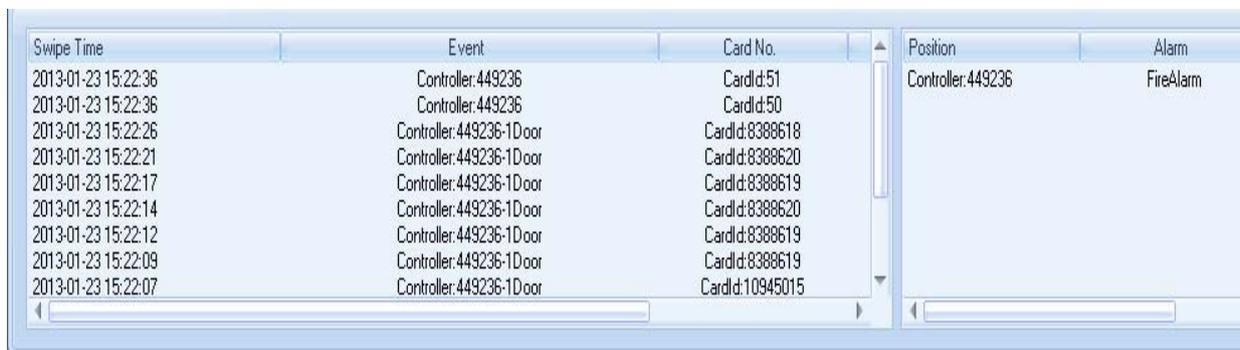 Swipe Time Event Card No. Position Alarm
2013-01-23 15:22:36 Controller:449236 CardId:51 Controller:449236 FireAlarm
2013-01-23 15:22:36 Controller:449236 CardId:50
2013-01-23 15:22:26 Controller:449236-1Door CardId:8388618
2013-01-23 15:22:21 Controller:449236-1Door CardId:8388620
2013-01-23 15:22:17 Controller:449236-1Door CardId:8388619
2013-01-23 15:22:14 Controller:449236-1Door CardId:8388620
2013-01-23 15:22:12 Controller:449236-1Door CardId:8388619
2013-01-23 15:22:09 Controller:449236-1Door CardId:8388619
2013-01-23 15:22:07 Controller:449236-1Door CardId:10945015